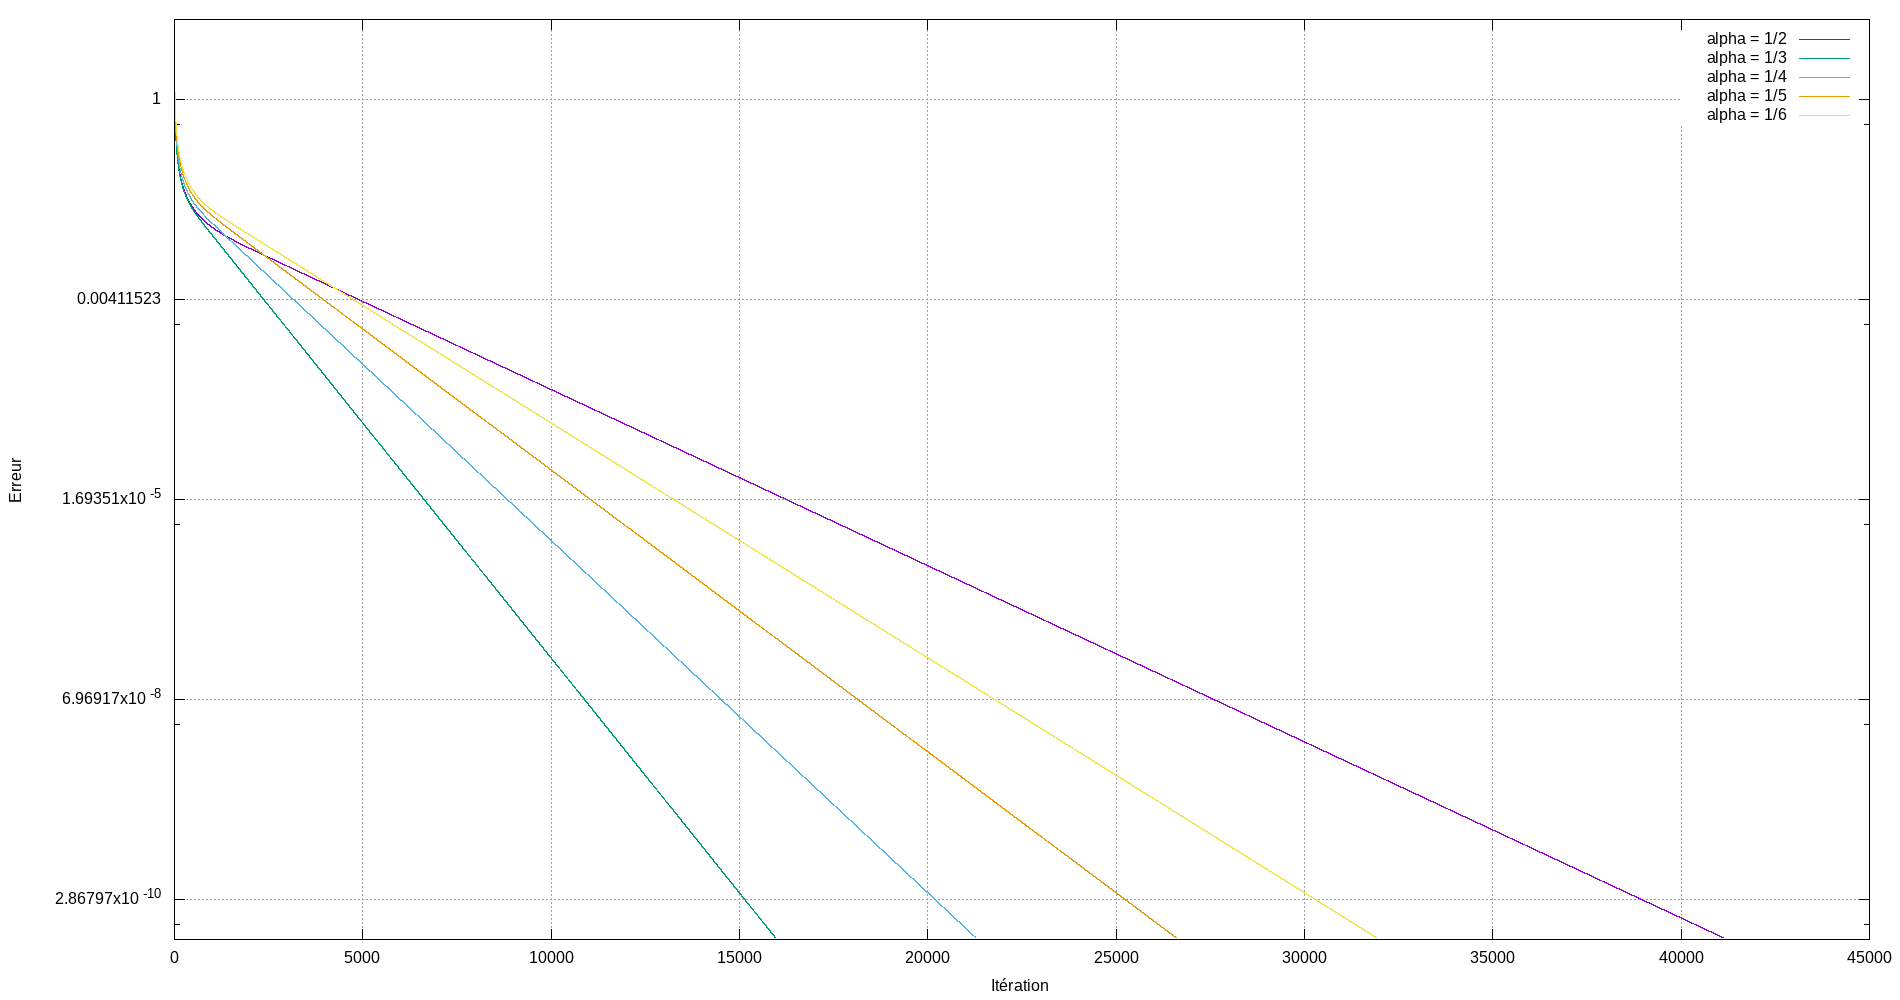 alpha = 1/2
alpha = 1/3
alpha = 1/4
alpha = 1/5
alpha = 1/6
1
0.00411523
1.69351x10 -5
6.96917x10 -8
2.86797x10 -10
Erreur
0 5000 10000 15000 20000 25000 30000 35000 40000 45000
Itération